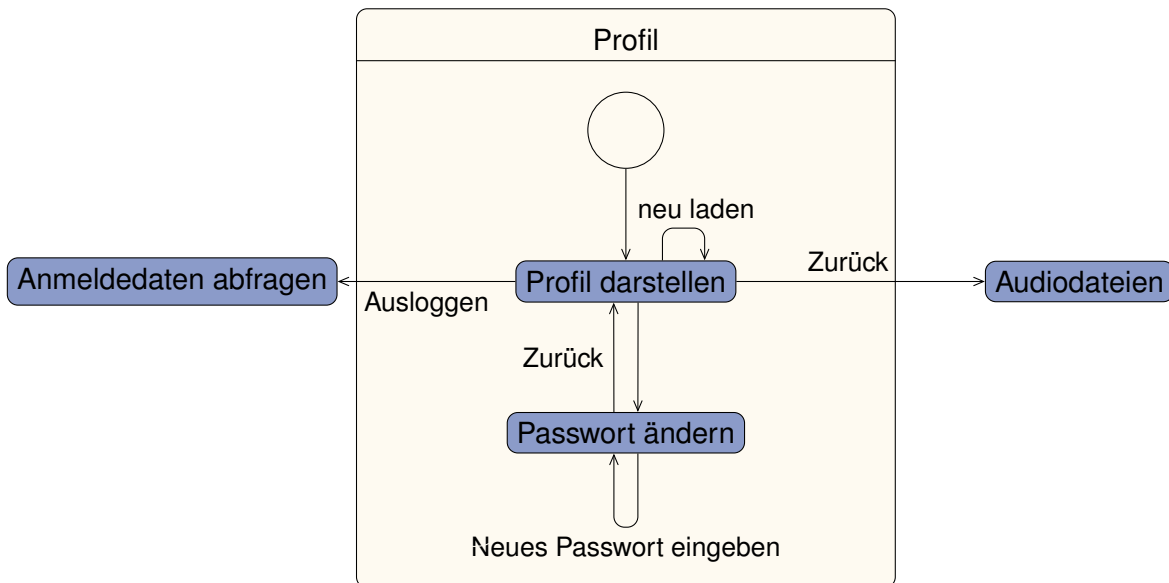 Profil
neu laden
Zurück
Anmeldedaten abfragen
Profil darstellen
Audiodateien
Ausloggen
Zurück
Passwort ändern
Neues Passwort eingeben